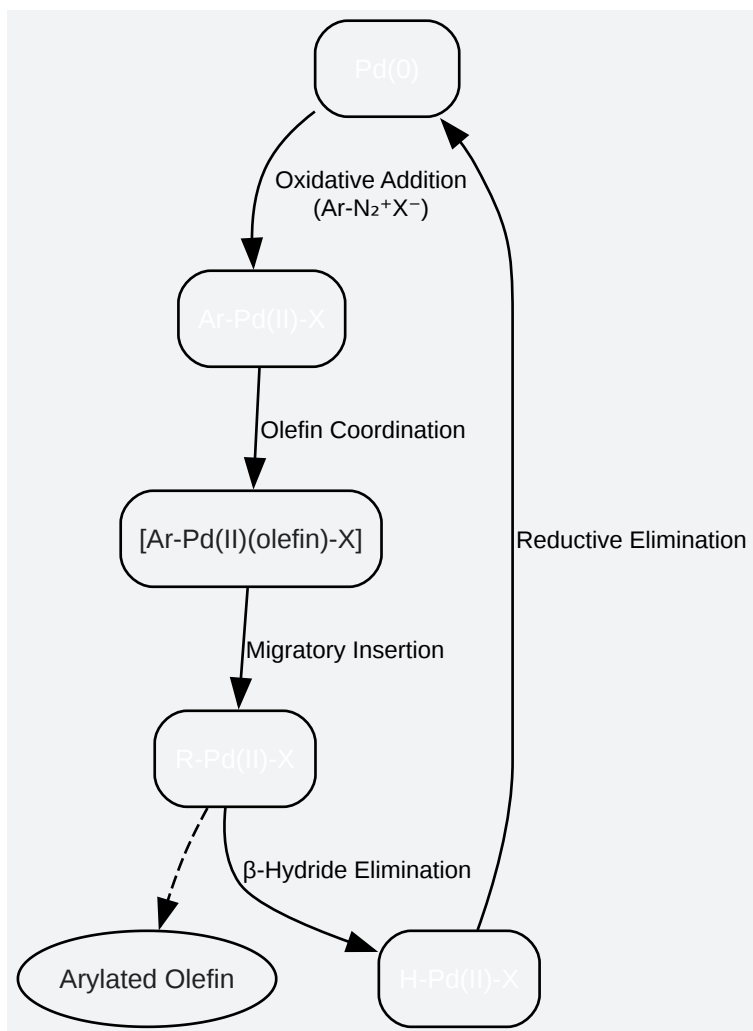 Pd(0)
Oxidative Addition
(Ar-N₂⁺X⁻)
Ar-Pd(II)-X
Olefin Coordination
[Ar-Pd(II)(olefin)-X]
Reductive Elimination
Migratory Insertion
R-Pd(II)-X
β-Hydride Elimination
Arylated Olefin
H-Pd(II)-X